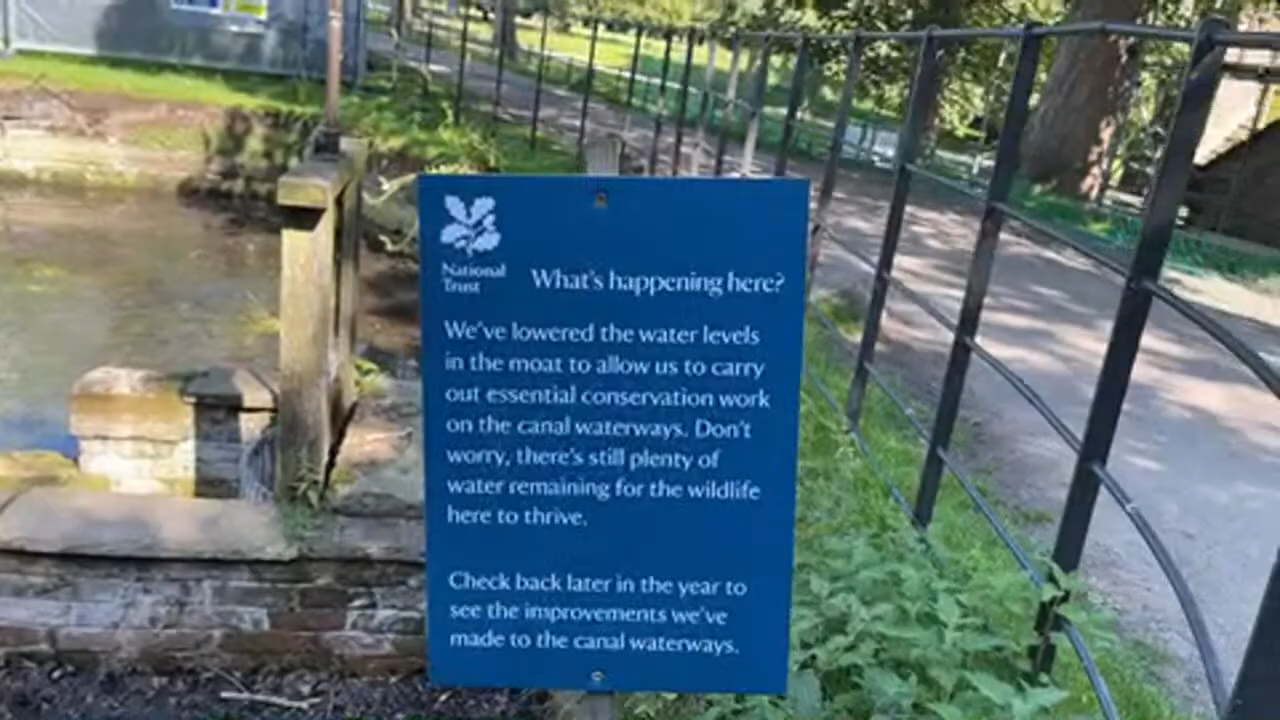 National
Trust
What's happening here?
We've lowered the water levels
in the moat to allow us to carry
out essential conservation work
on the canal waterways. Don't
worry, there's still plenty of
water remaining for the wildlife
here to thrive.
Check back later in the year to
see the improvements we've
made to the canal waterways.